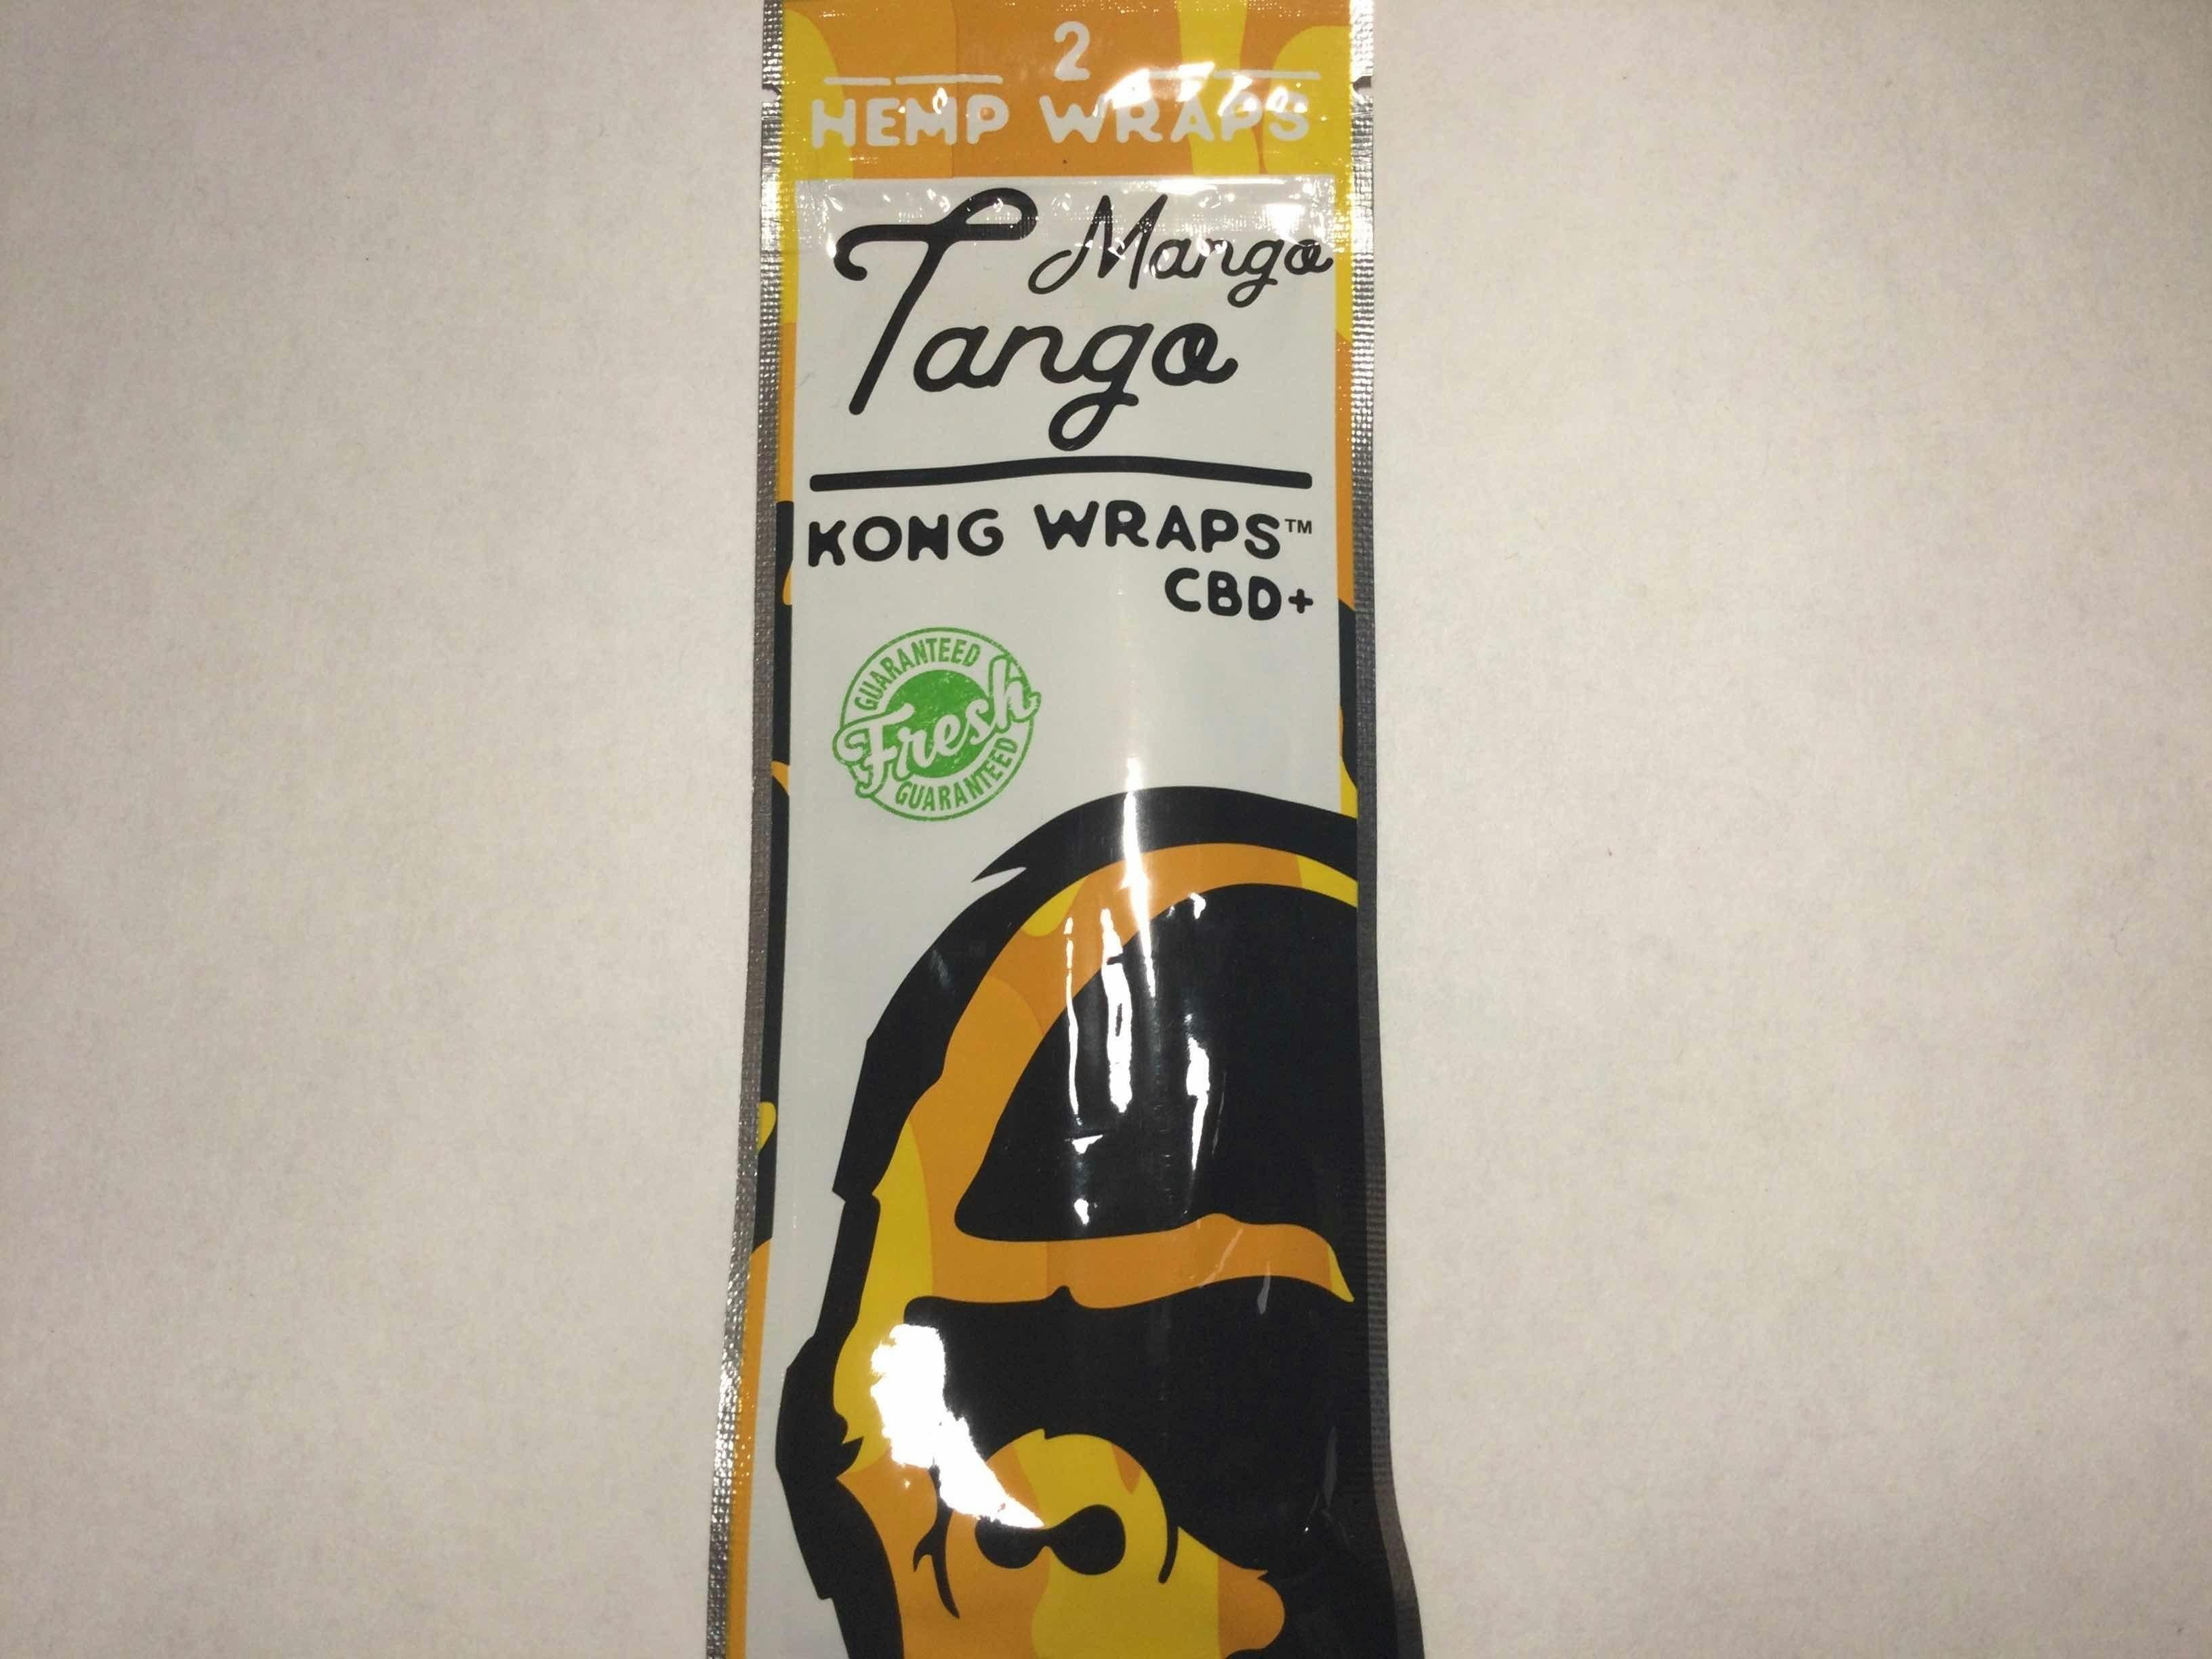 2
HEMP WRAPS
Mango
Tango
KONG WRAPS™
CBD+
GUARANTEED
Fresh
GUARANTEED